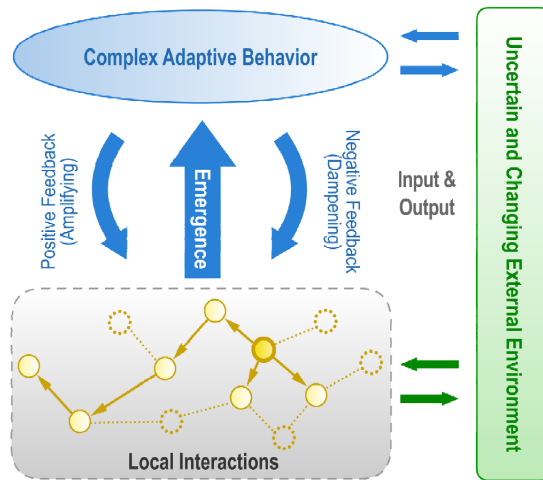 Complex Adaptive Behavior
Positive Feedback
(Amplifying)
Emergence
Negative Feedback
(Dampening)
Input &
Output
Uncertain and Changing External Environment
Local Interactions